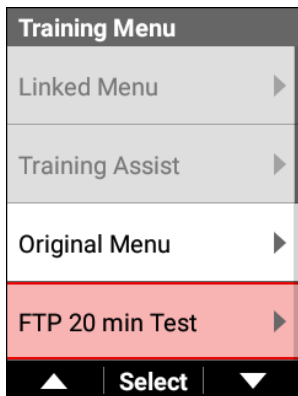 Training Menu
Linked Menu
Training Assist
Original Menu
FTP 20 min Test
Select